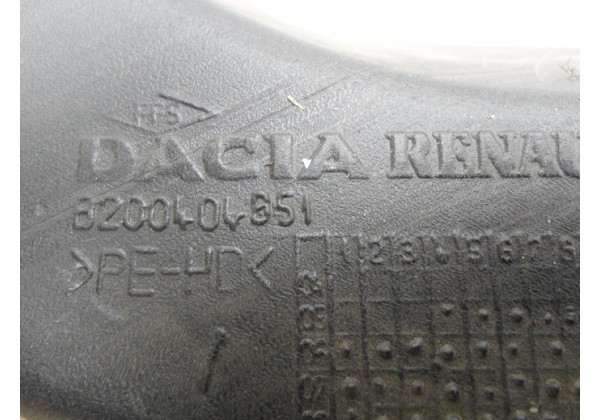 DACIA RENAU
8200404851
>PE-HD<
1 2 3 4 5 6 7 8